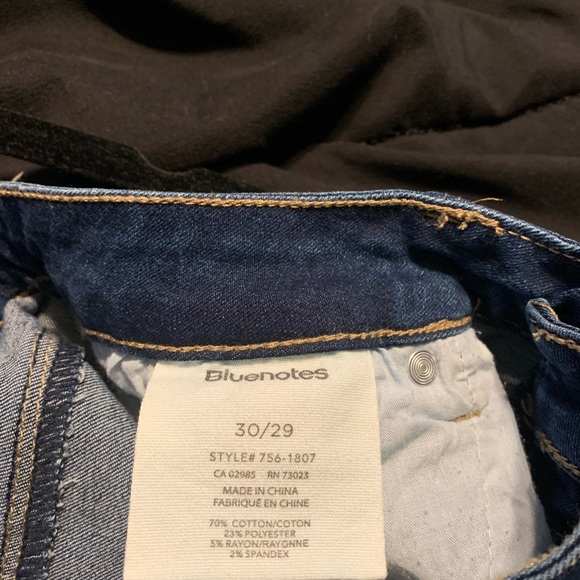 Bluenotes
30/29
STYLE# 756-1807
CA 02985 RN 73023
MADE IN CHINA
FABRIQUÉ EN CHINE
70% COTTON/COTON
23% POLYESTER
5% RAYON/RAYONNE
2% SPANDEX